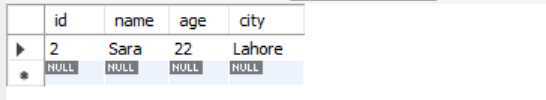 id name age city
2 Sara 22 Lahore
NULL NULL NULL NULL